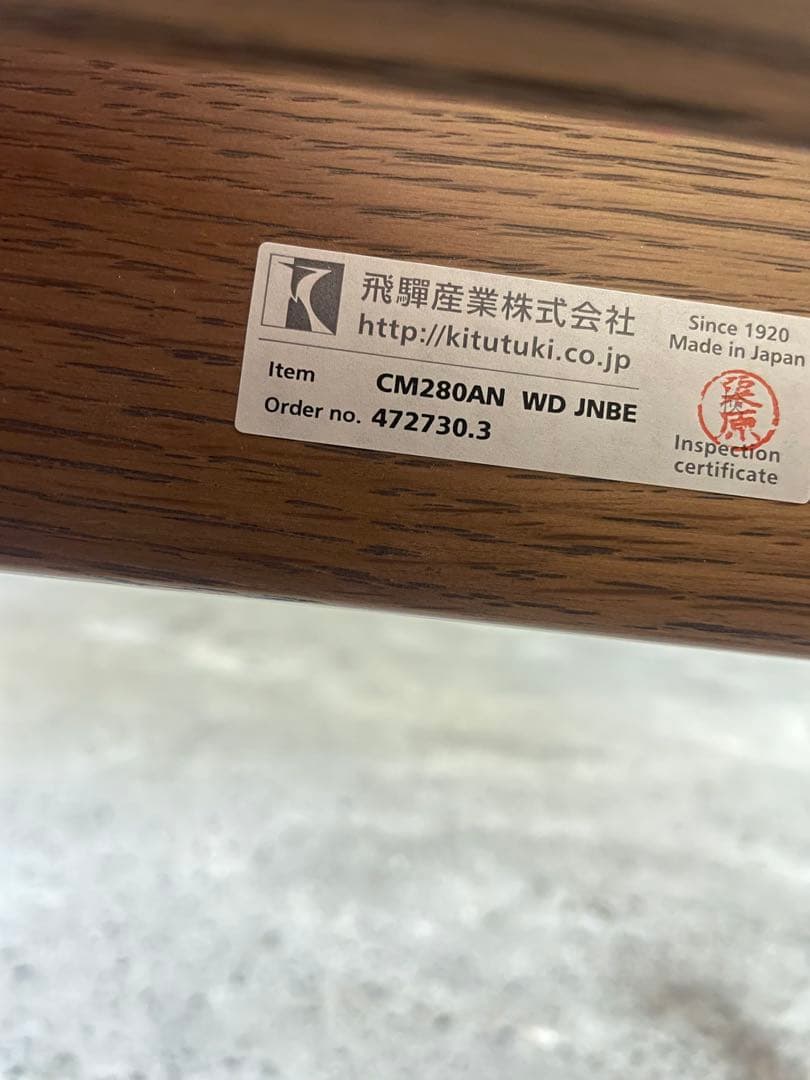 飛驒産業株式会社
http://kitutuki.co.jp
Item CM280AN WD JNBE
Order no. 472730.3
Since 1920
Made in Japan
Inspection
certificate